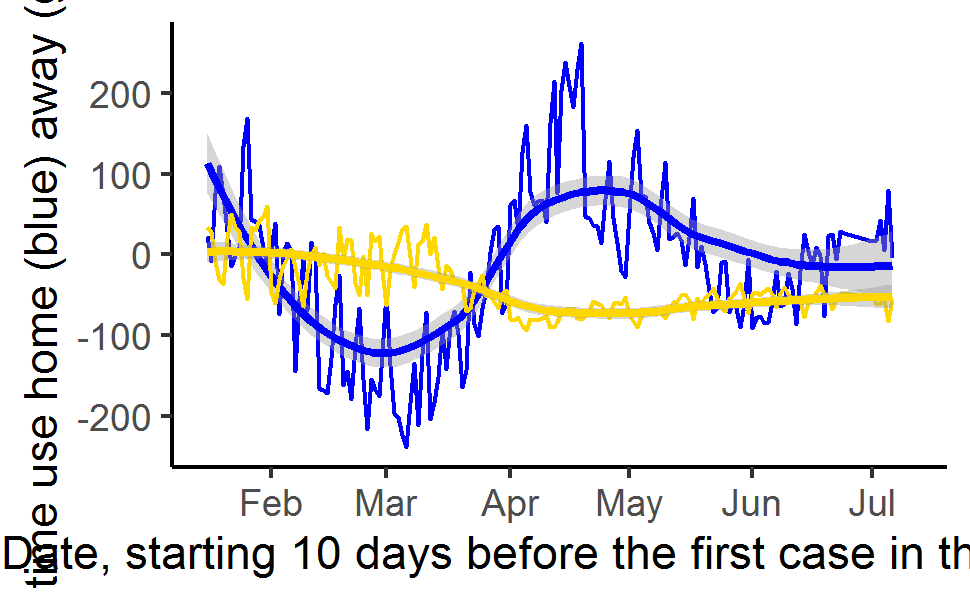 time use home (blue) away (
200
100
0
-100
-200
Feb Mar Apr May Jun Jul
Date, starting 10 days before the first case in th